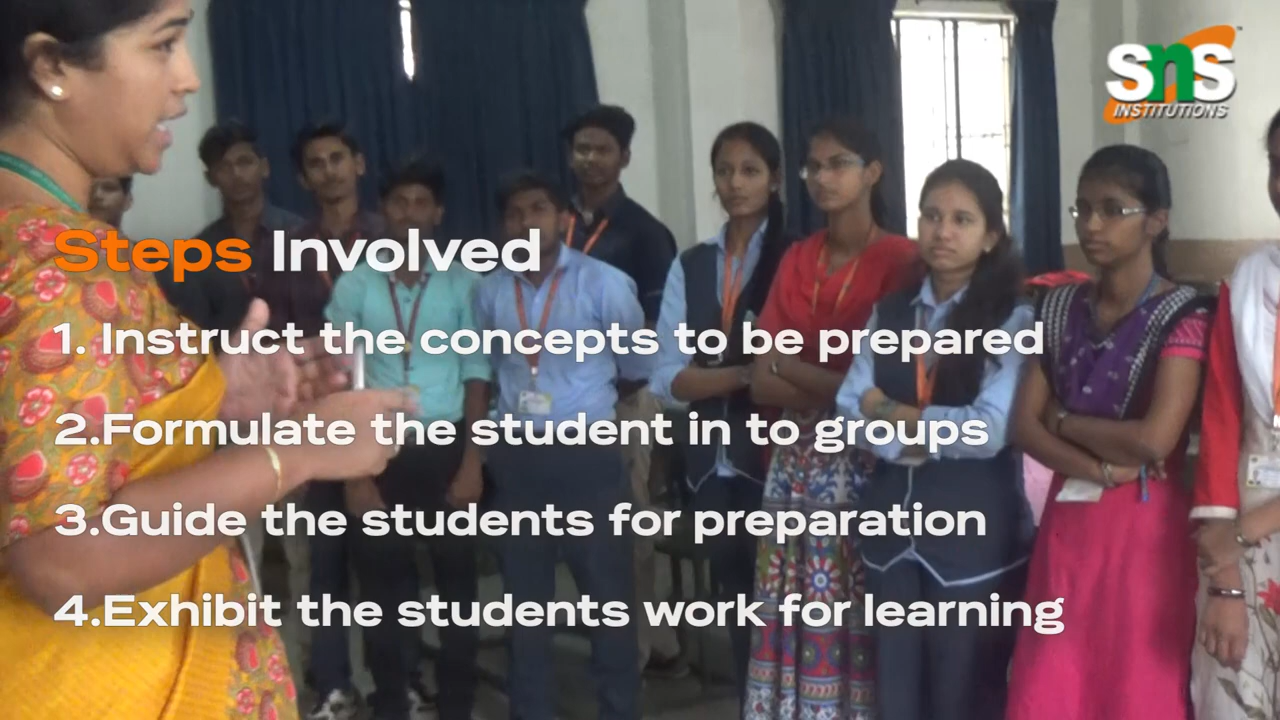 SNS
INSTITUTIONS
Steps Involved
1. Instruct the concepts to be prepared
2.Formulate the student in to groups
3.Guide the students for preparation
4.Exhibit the students work for learning